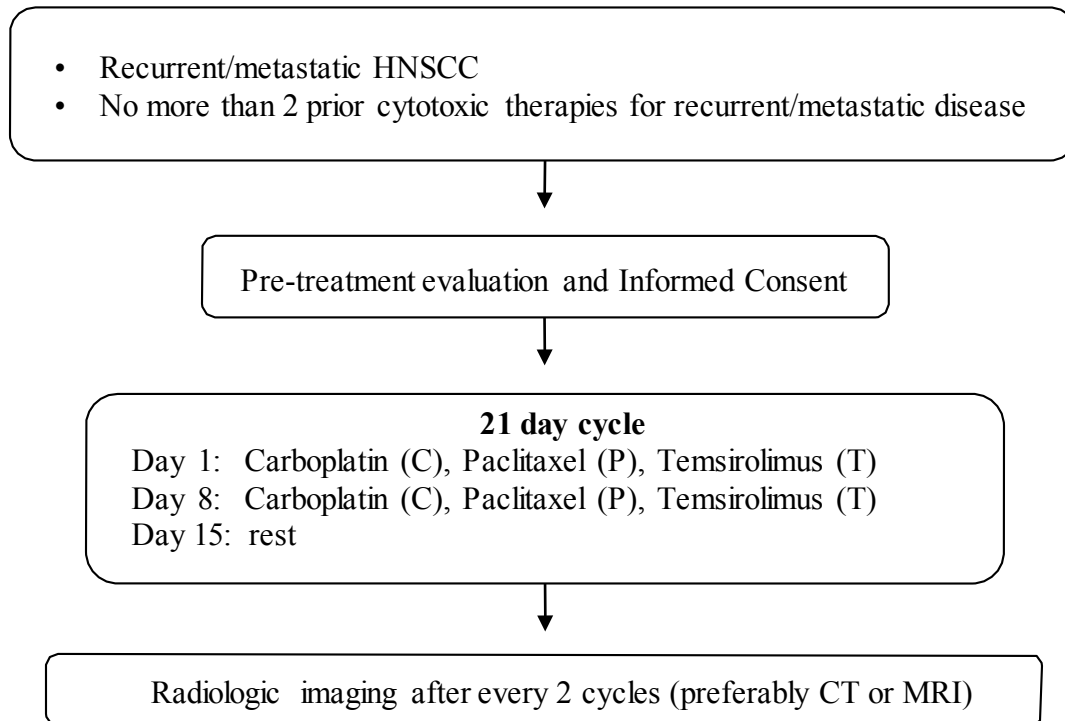 • Recurrent/metastatic HNSCC
• No more than 2 prior cytotoxic therapies for recurrent/metastatic disease
Pre-treatment evaluation and Informed Consent
21 day cycle
Day 1: Carboplatin (C), Paclitaxel (P), Temsirolimus (T)
Day 8: Carboplatin (C), Paclitaxel (P), Temsirolimus (T)
Day 15: rest
Radiologic imaging after every 2 cycles (preferably CT or MRI)